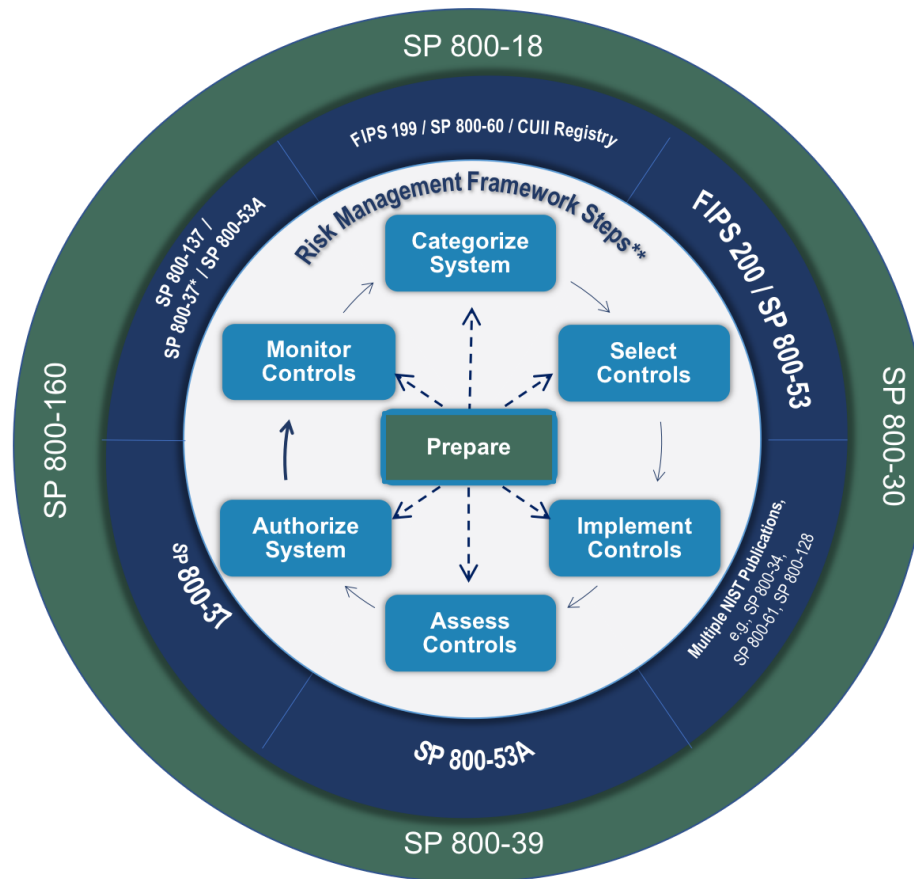 SP 800-18
FIPS 199 / SP 800-60 / CUII Registry
FIPS 200 / SP 800-53
SP 800-30
Multiple NIST Publications,
e.g., SP 800-34,
SP 800-61, SP 800-128
SP 800-53A
SP 800-39
SP 800-37
SP 800-160
SP 800-137 /
SP 800-37* / SP 800-53A
Risk Management Framework Steps**
Categorize
System
Select
Controls
Implement
Controls
Assess
Controls
Authorize
System
Monitor
Controls
Prepare